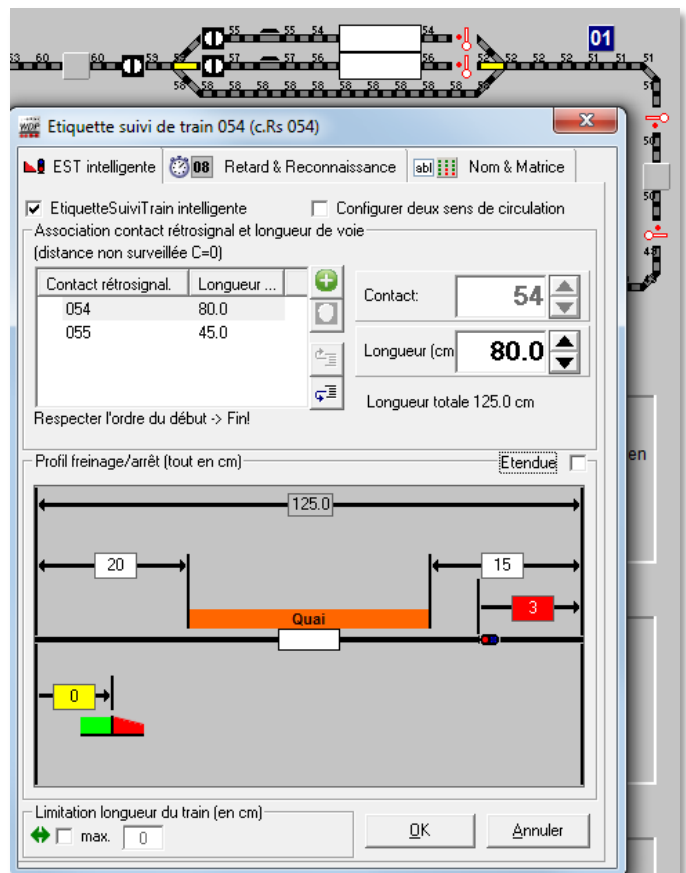 55 55 54 54 01
53 60 60 59 59 57 57 56 56 52 52 52 52 51 51 51
58 58 58 58 58 58 58 58 58 58 58 51
WDP Etiquette suivi de train 054 (c.Rs 054)
50
EST intelligente 08 Retard & Reconnaissance abl Nom & Matrice
EtiquetteSuiviTrain intelligente Configurer deux sens de circulation
50
Association contact rétrosignal et longueur de voie
(distance non surveillée C=0)
49
Contact rétrosignal. Longueur ...
Contact: 54
054 80.0
055 45.0
Longueur (cm 80.0
Longueur totale 125.0 cm
Respecter l'ordre du début -> Fin!
Profil freinage/arrêt (tout en cm) Etendue
en
125.0
20 15
3
Quai
0
Limitation longueur du train (en cm)
max. 0
OK Annuler